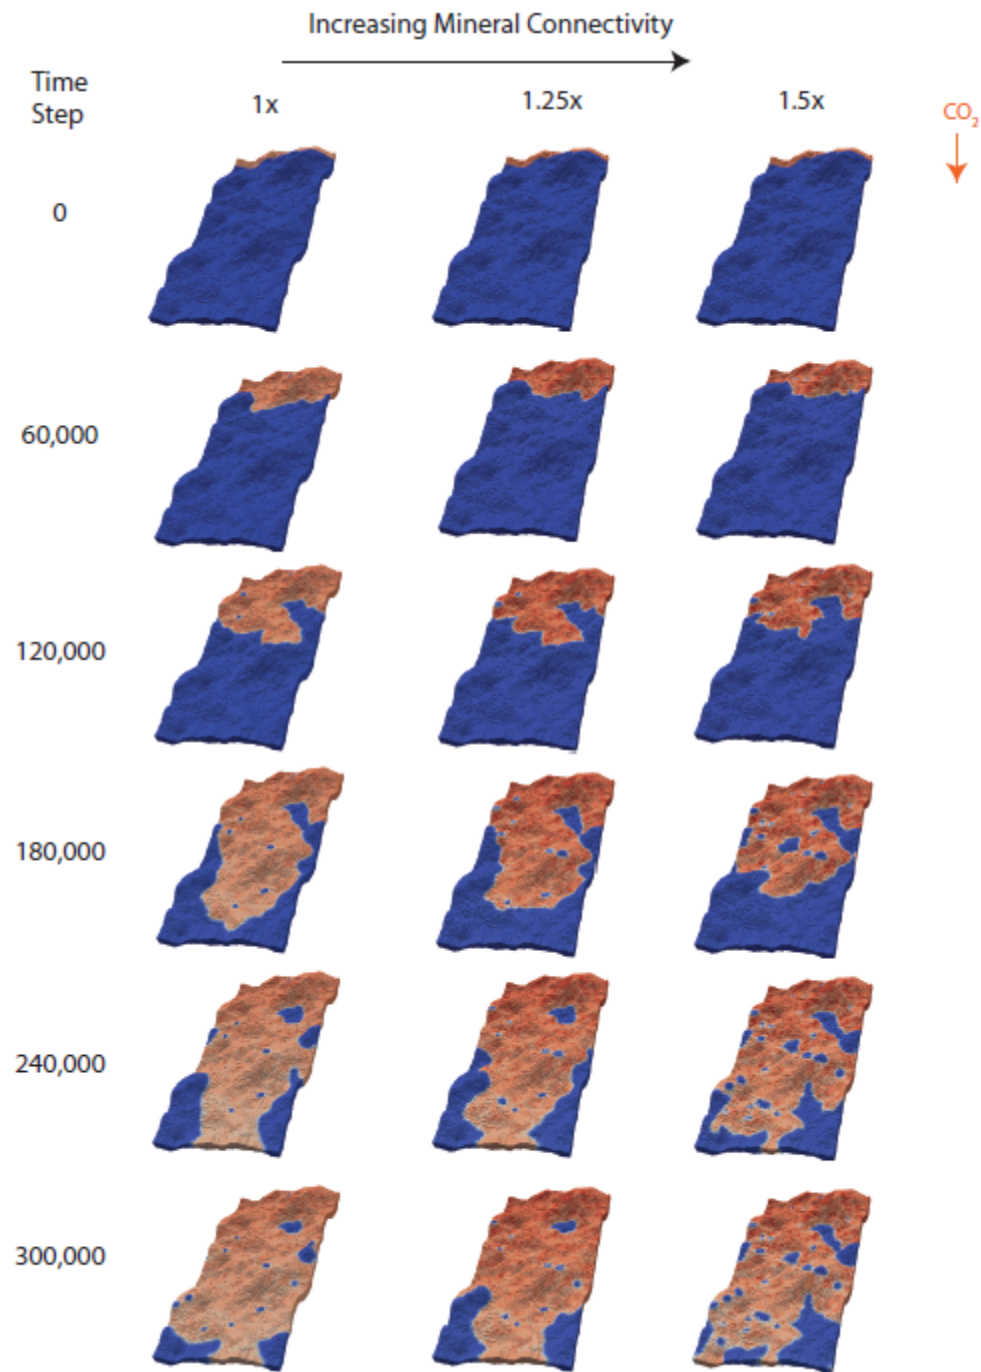 Increasing Mineral Connectivity
Time
Step
1x
1.25x
1.5x
CO₂
0
60,000
120,000
180,000
240,000
300,000